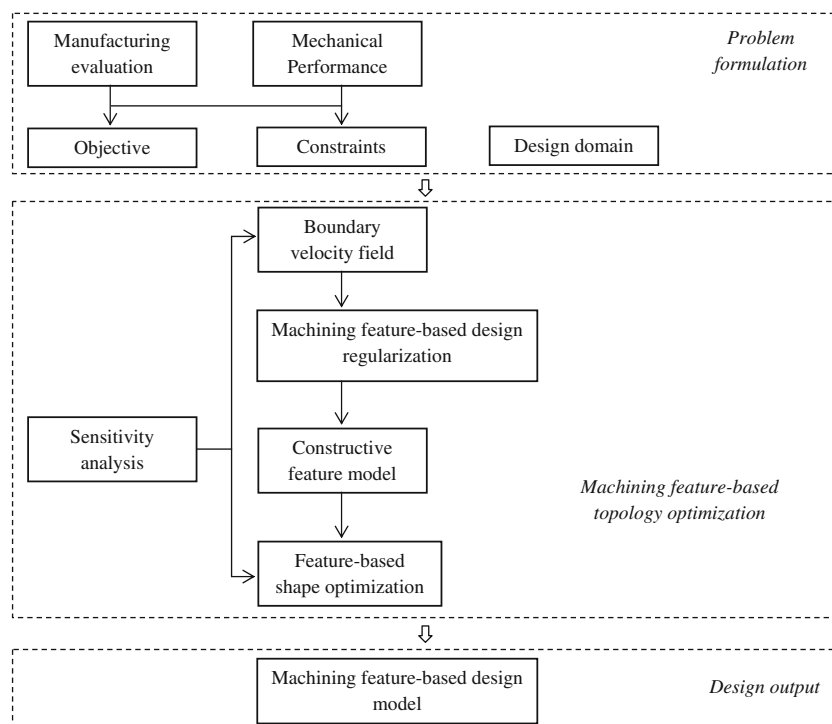 Manufacturing
evaluation
Mechanical
Performance
Problem
formulation
Objective
Constraints
Design domain
Boundary
velocity field
Machining feature-based design
regularization
Sensitivity
analysis
Constructive
feature model
Machining feature-based
topology optimization
Feature-based
shape optimization
Machining feature-based design
model
Design output